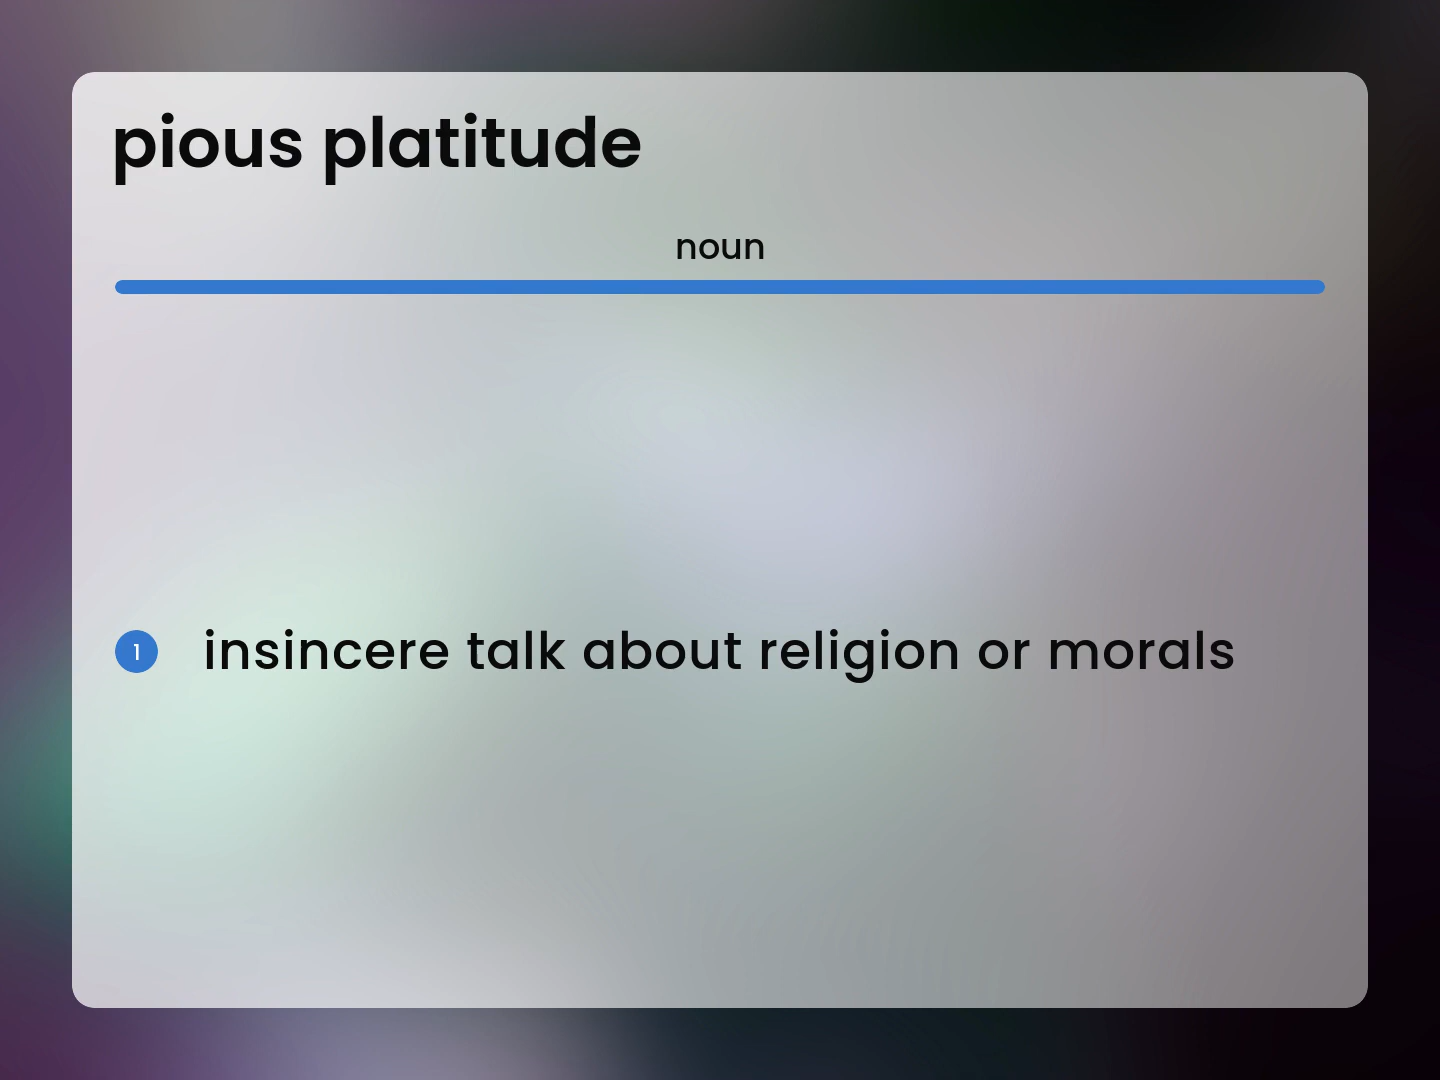 pious platitude
noun
1 insincere talk about religion or morals